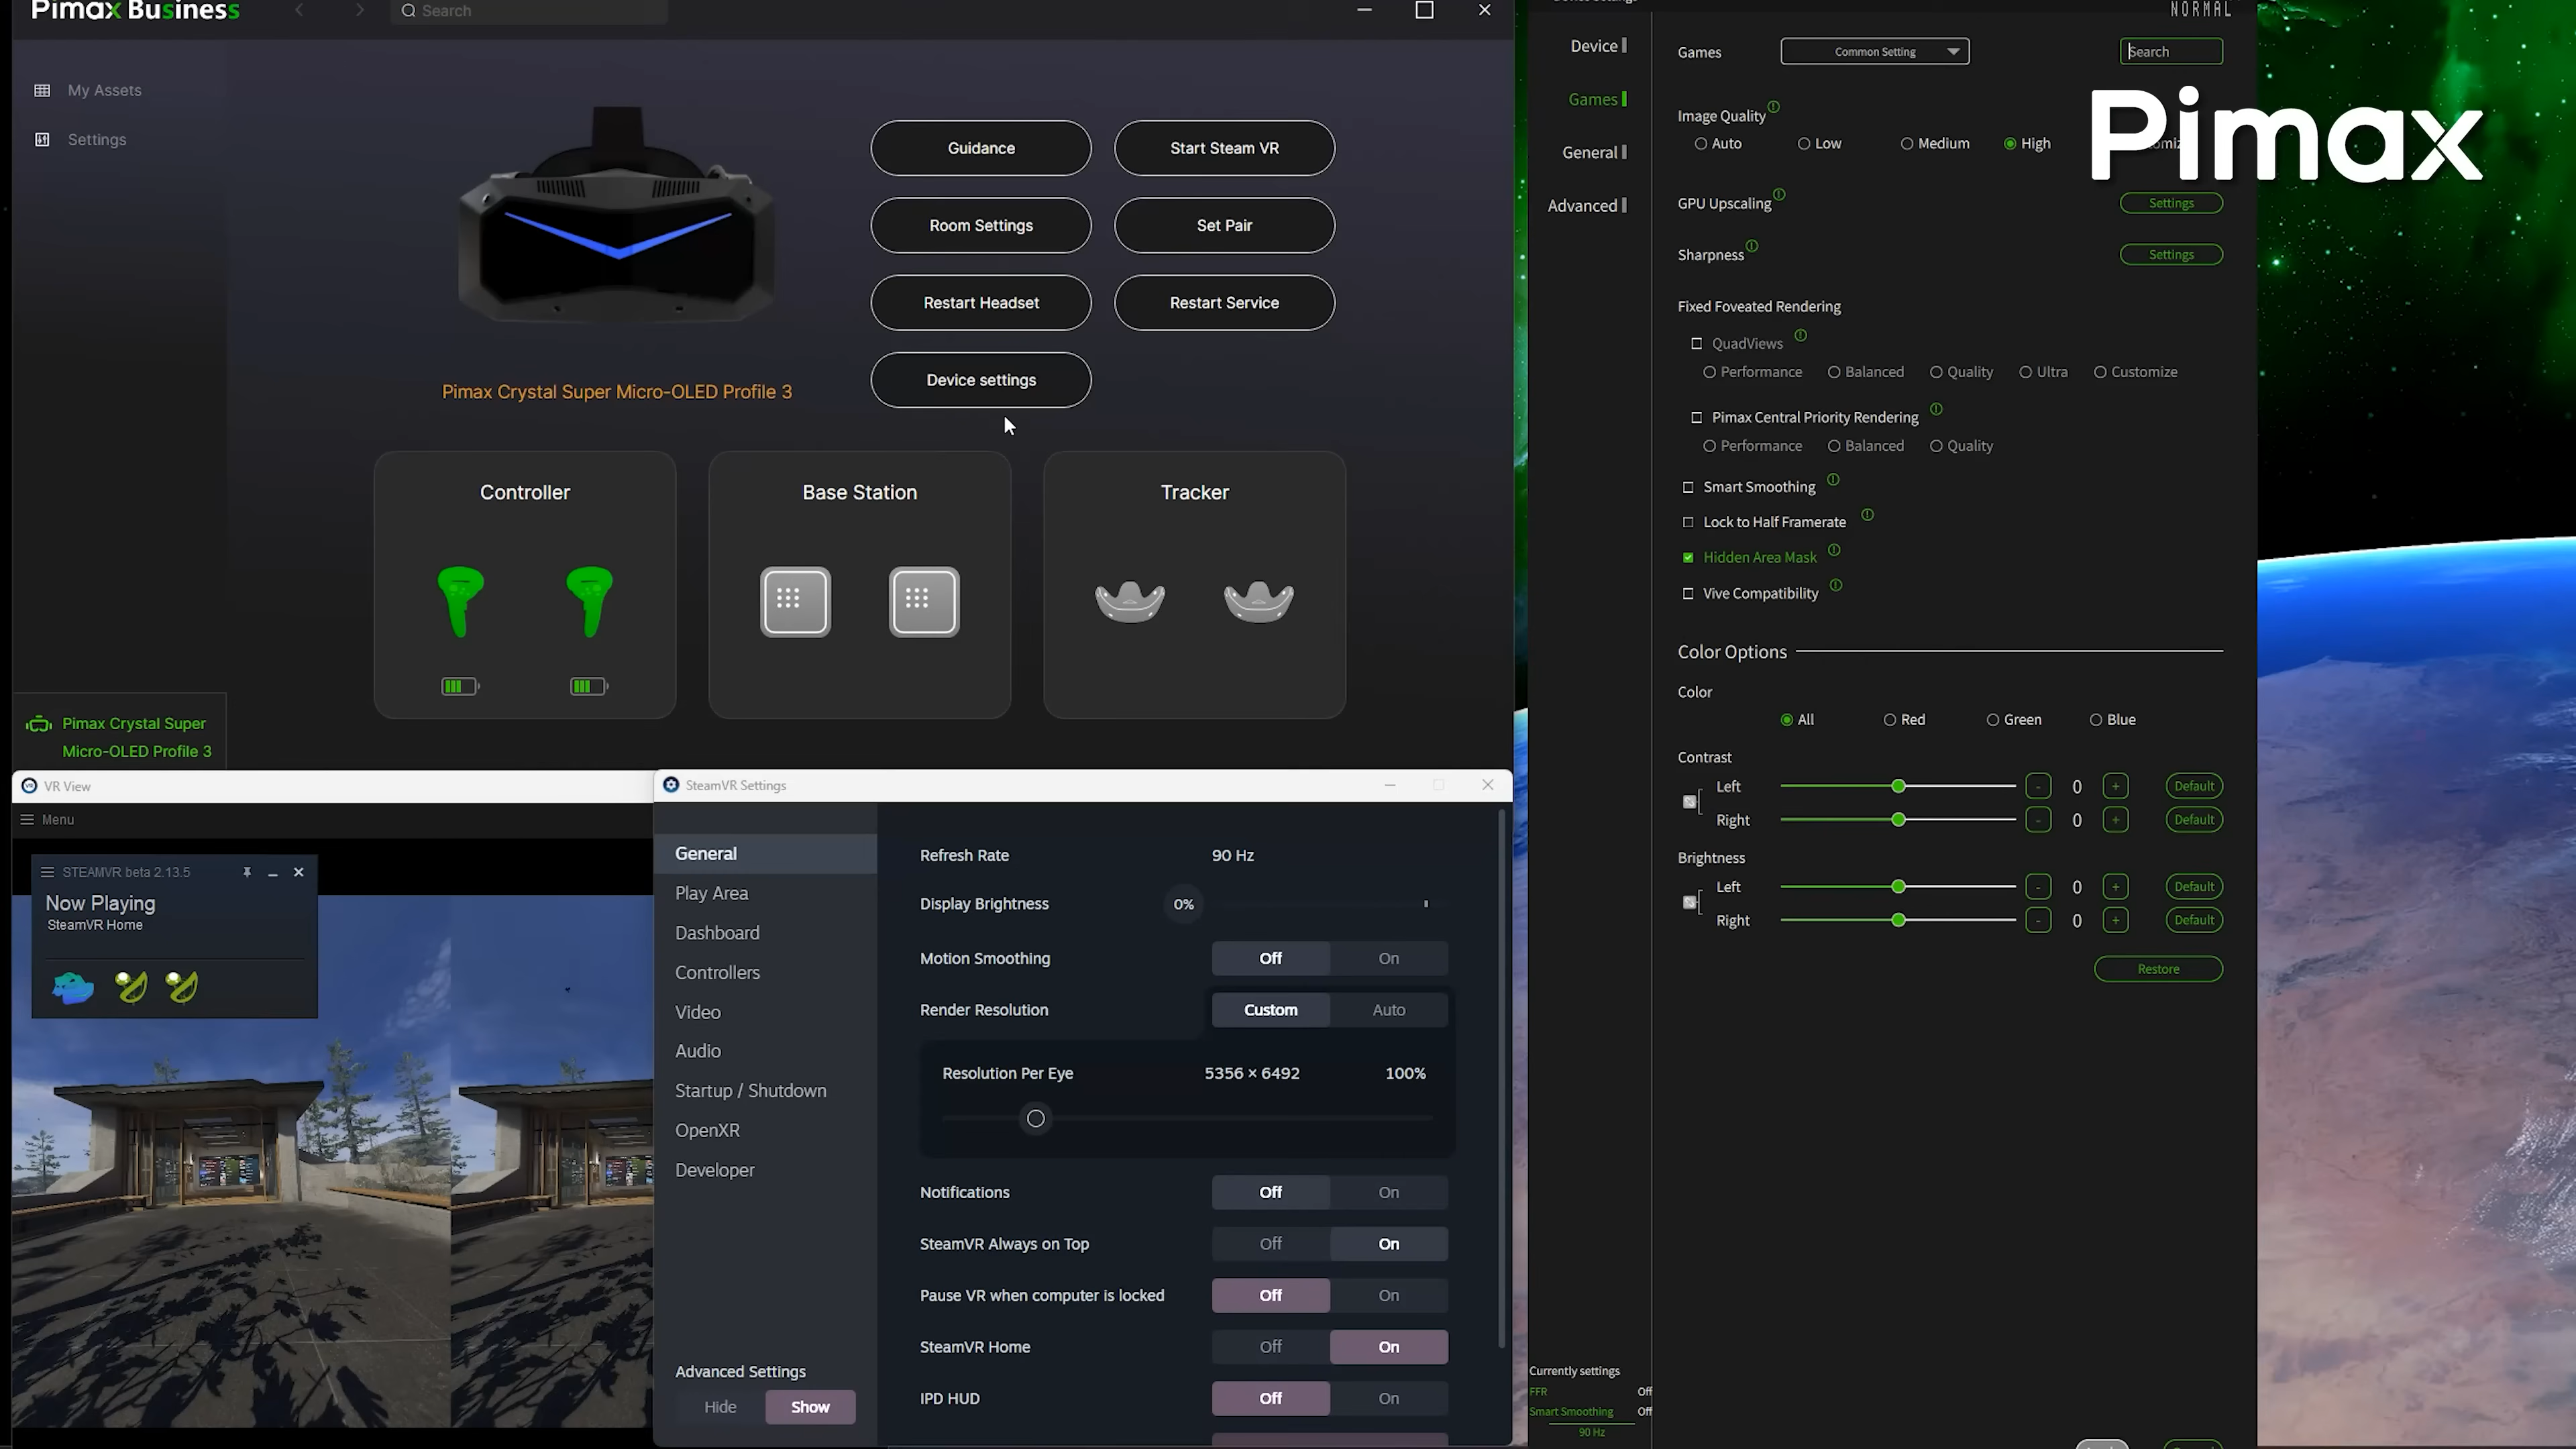 Pimax Business
Search
My Assets
Settings
Guidance
Start Steam VR
Room Settings
Set Pair
Restart Headset
Restart Service
Device settings
Pimax Crystal Super Micro-OLED Profile 3
Controller
Base Station
Tracker
Pimax Crystal Super
Micro-OLED Profile 3
VR View
Menu
STEAMVR beta 2.13.5
Now Playing
SteamVR Home
SteamVR Settings
General
Play Area
Dashboard
Controllers
Video
Audio
Startup / Shutdown
OpenXR
Developer
Advanced Settings
Hide Show
Refresh Rate 90 Hz
Display Brightness 0%
Motion Smoothing Off On
Render Resolution Custom Auto
Resolution Per Eye 5356 × 6492 100%
Notifications Off On
SteamVR Always on Top Off On
Pause VR when computer is locked Off On
SteamVR Home Off On
IPD HUD Off On
NORMAL
Device
Games
General
Advanced
Games Common Setting Search
Pimax
Image Quality
Auto Low Medium High
GPU Upscaling Settings
Sharpness Settings
Fixed Foveated Rendering
QuadViews
Performance Balanced Quality Ultra Customize
Pimax Central Priority Rendering
Performance Balanced Quality
Smart Smoothing
Lock to Half Framerate
Hidden Area Mask
Vive Compatibility
Color Options
Color
All Red Green Blue
Contrast
Left - 0 + Default
Right - 0 + Default
Brightness
Left - 0 + Default
Right - 0 + Default
Restore
Currently settings
FFR Off
Smart Smoothing Off
90 Hz